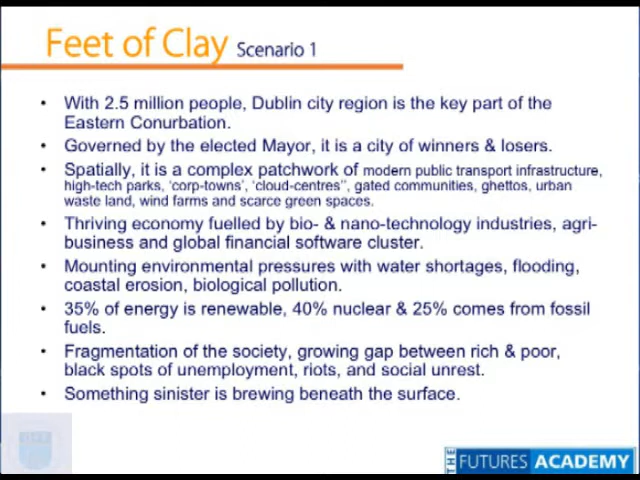 Feet of Clay Scenario 1
• With 2.5 million people, Dublin city region is the key part of the
Eastern Conurbation.
• Governed by the elected Mayor, it is a city of winners & losers.
• Spatially, it is a complex patchwork of modern public transport infrastructure,
high-tech parks, 'corp-towns', 'cloud-centres'', gated communities, ghettos, urban
waste land, wind farms and scarce green spaces.
• Thriving economy fuelled by bio- & nano-technology industries, agri-
business and global financial software cluster.
• Mounting environmental pressures with water shortages, flooding,
coastal erosion, biological pollution.
• 35% of energy is renewable, 40% nuclear & 25% comes from fossil
fuels.
• Fragmentation of the society, growing gap between rich & poor,
black spots of unemployment, riots, and social unrest.
• Something sinister is brewing beneath the surface.
THE FUTURES ACADEMY